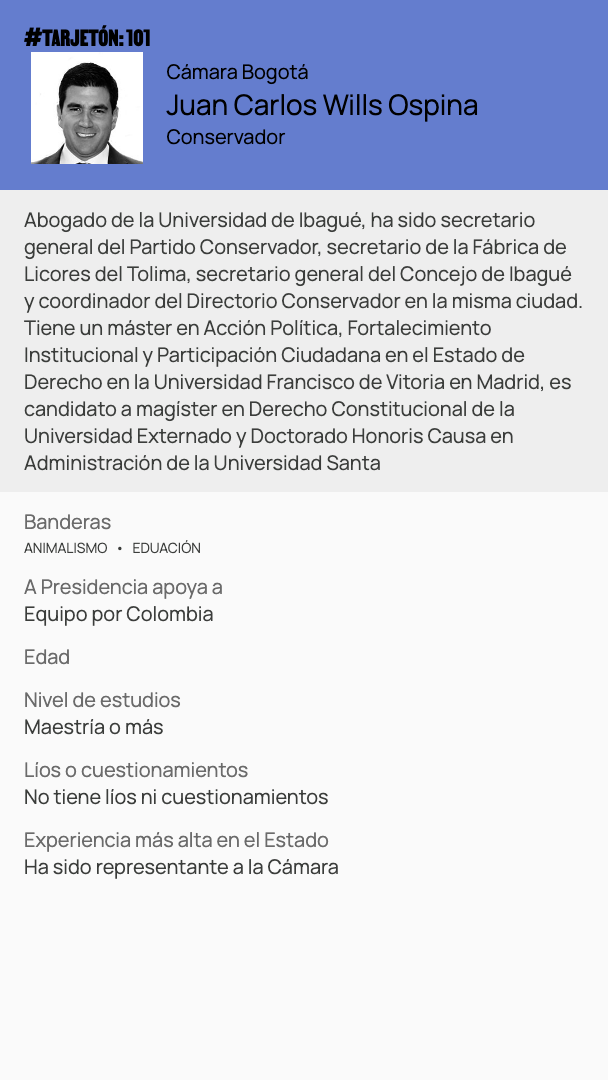 #TARJETÓN: 101
Cámara Bogotá
Juan Carlos Wills Ospina
Conservador
Abogado de la Universidad de Ibagué, ha sido secretario
general del Partido Conservador, secretario de la Fábrica de
Licores del Tolima, secretario general del Concejo de Ibagué
y coordinador del Directorio Conservador en la misma ciudad.
Tiene un máster en Acción Política, Fortalecimiento
Institucional y Participación Ciudadana en el Estado de
Derecho en la Universidad Francisco de Vitoria en Madrid, es
candidato a magíster en Derecho Constitucional de la
Universidad Externado y Doctorado Honoris Causa en
Administración de la Universidad Santa
Banderas
ANIMALISMO • EDUACIÓN
A Presidencia apoya a
Equipo por Colombia
Edad
Nivel de estudios
Maestría o más
Líos o cuestionamientos
No tiene líos ni cuestionamientos
Experiencia más alta en el Estado
Ha sido representante a la Cámara